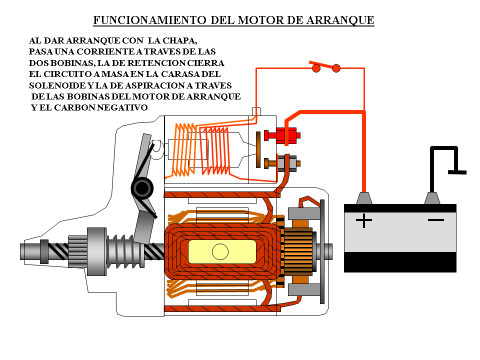 FUNCIONAMIENTO DEL MOTOR DE ARRANQUE
AL DAR ARRANQUE CON  LA CHAPA,
PASA UNA CORRIENTE A TRAVES DE LAS
DOS BOBINAS, LA DE RETENCION CIERRA
EL CIRCUITO A MASA EN LA CARASA DEL
SOLENOIDE Y LA DE ASPIRACION A TRAVES
DE LAS BOBINAS DEL MOTOR DE ARRANQUE
Y EL CARBON NEGATIVO
+ −